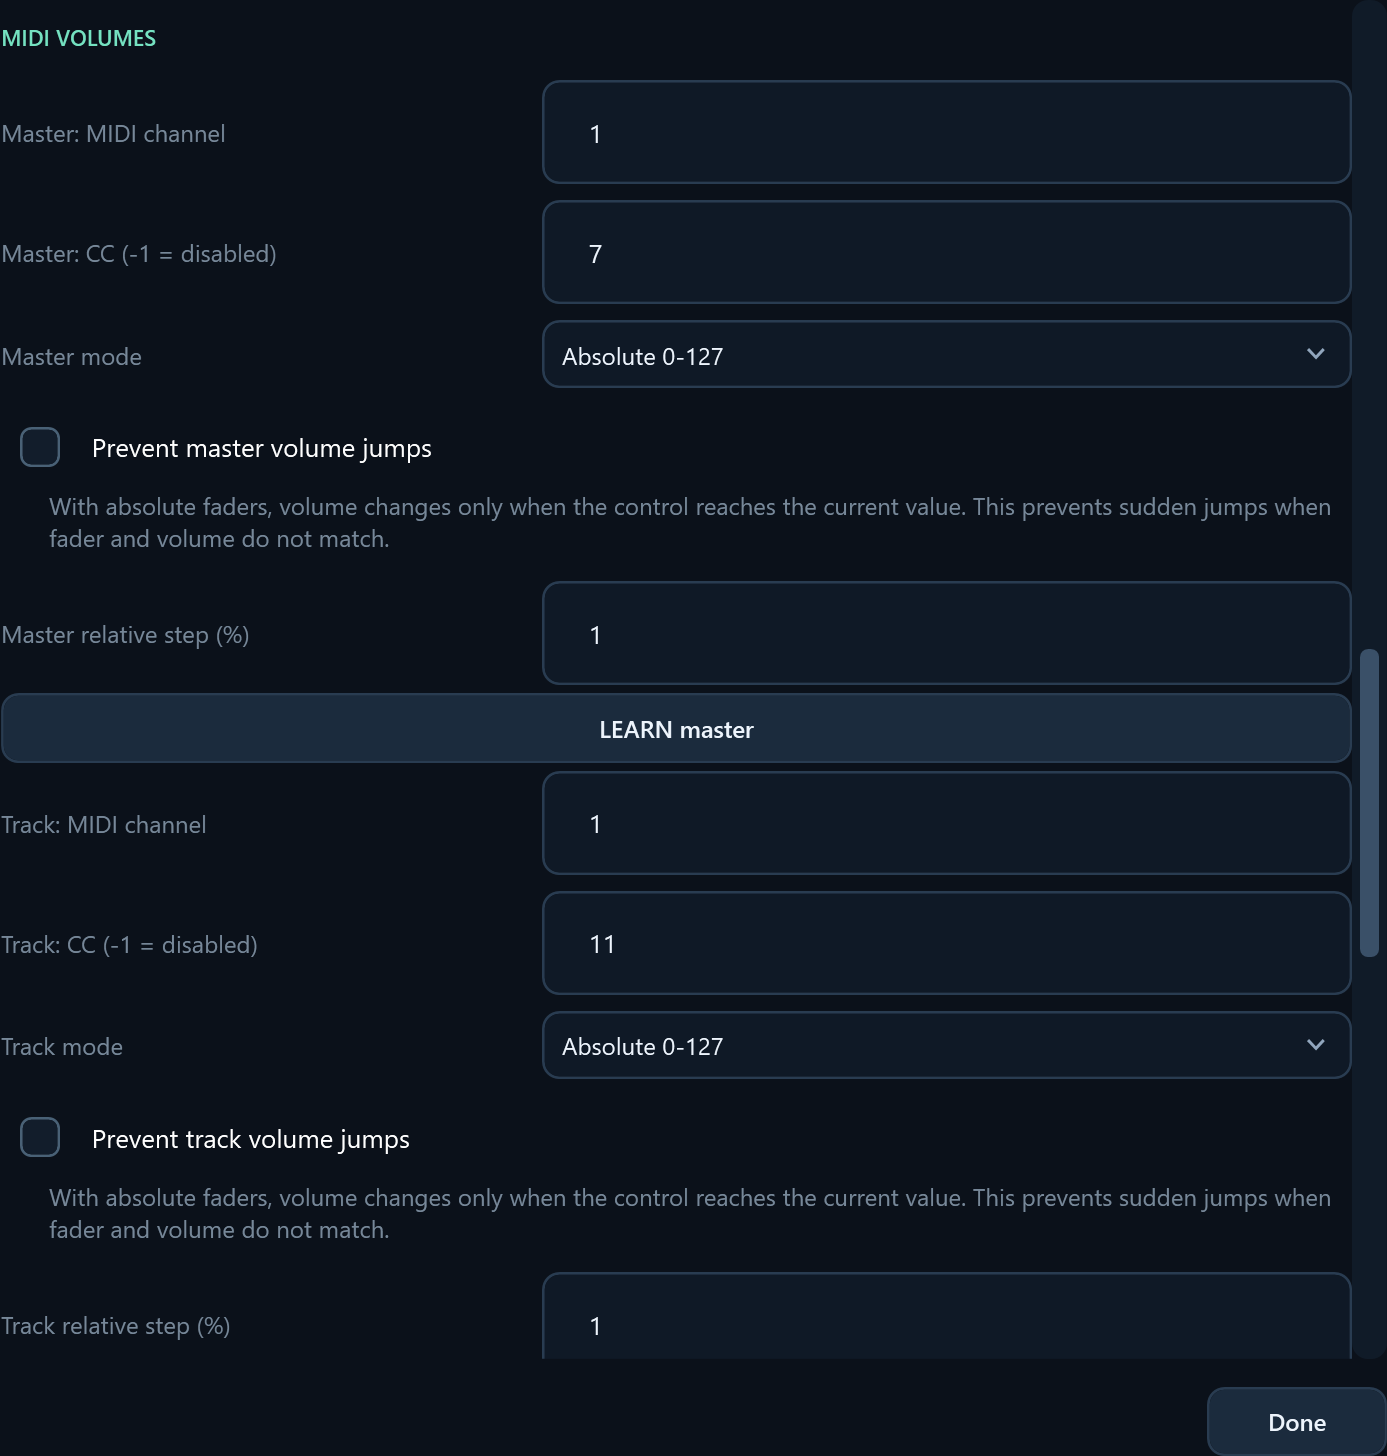 MIDI VOLUMES
Master: MIDI channel
1
Master: CC (-1 = disabled)
7
Master mode
Absolute 0-127
Prevent master volume jumps
With absolute faders, volume changes only when the control reaches the current value. This prevents sudden jumps when
fader and volume do not match.
Master relative step (%)
1
LEARN master
Track: MIDI channel
1
Track: CC (-1 = disabled)
11
Track mode
Absolute 0-127
Prevent track volume jumps
With absolute faders, volume changes only when the control reaches the current value. This prevents sudden jumps when
fader and volume do not match.
Track relative step (%)
1
Done